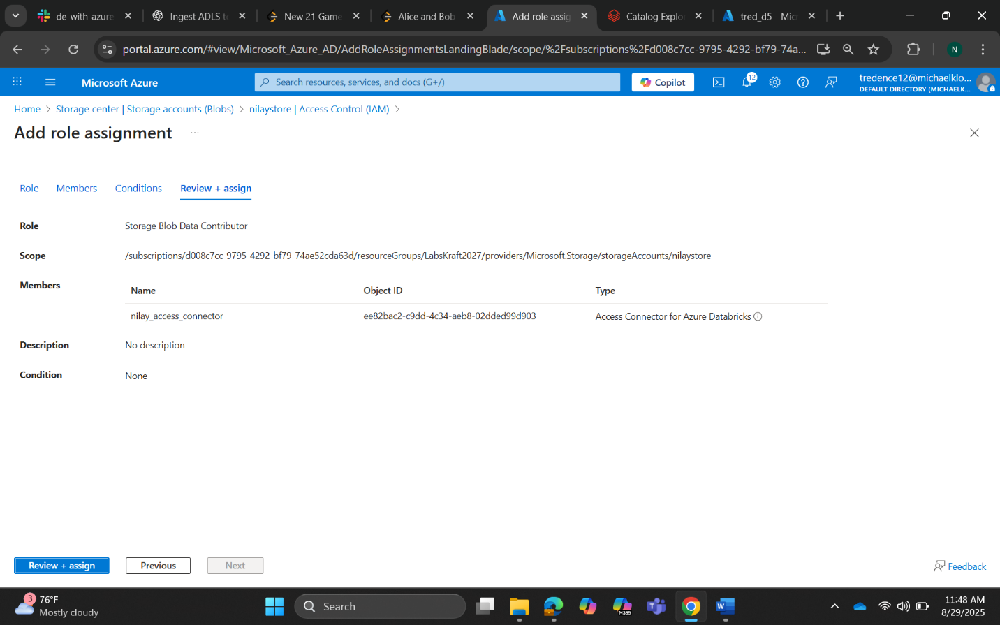 de-with-azure
Ingest ADLS to
New 21 Game
Alice and Bob
Add role assig
Catalog Explo
tred_d5 - Mic
portal.azure.com/#view/Microsoft_Azure_AD/AddRoleAssignmentsLandingBlade/scope/%2Fsubscriptions%2Fd008c7cc-9795-4292-bf79-74a...
N
Microsoft Azure
Search resources, services, and docs (G+/)
Copilot
12
tredence12@michaelklo...
DEFAULT DIRECTORY (MICHAELK...
Home > Storage center | Storage accounts (Blobs) > nilaystore | Access Control (IAM) >
Add role assignment ...
Role Members Conditions Review + assign
Role Storage Blob Data Contributor
Scope /subscriptions/d008c7cc-9795-4292-bf79-74ae52cda63d/resourceGroups/LabsKraft2027/providers/Microsoft.Storage/storageAccounts/nilaystore
Members
Name Object ID Type
nilay_access_connector ee82bac2-c9dd-4c34-aeb8-02dded99d903 Access Connector for Azure Databricks
Description No description
Condition None
Review + assign Previous Next Feedback
3
76°F
Mostly cloudy
Search
M365
11:48 AM
8/29/2025